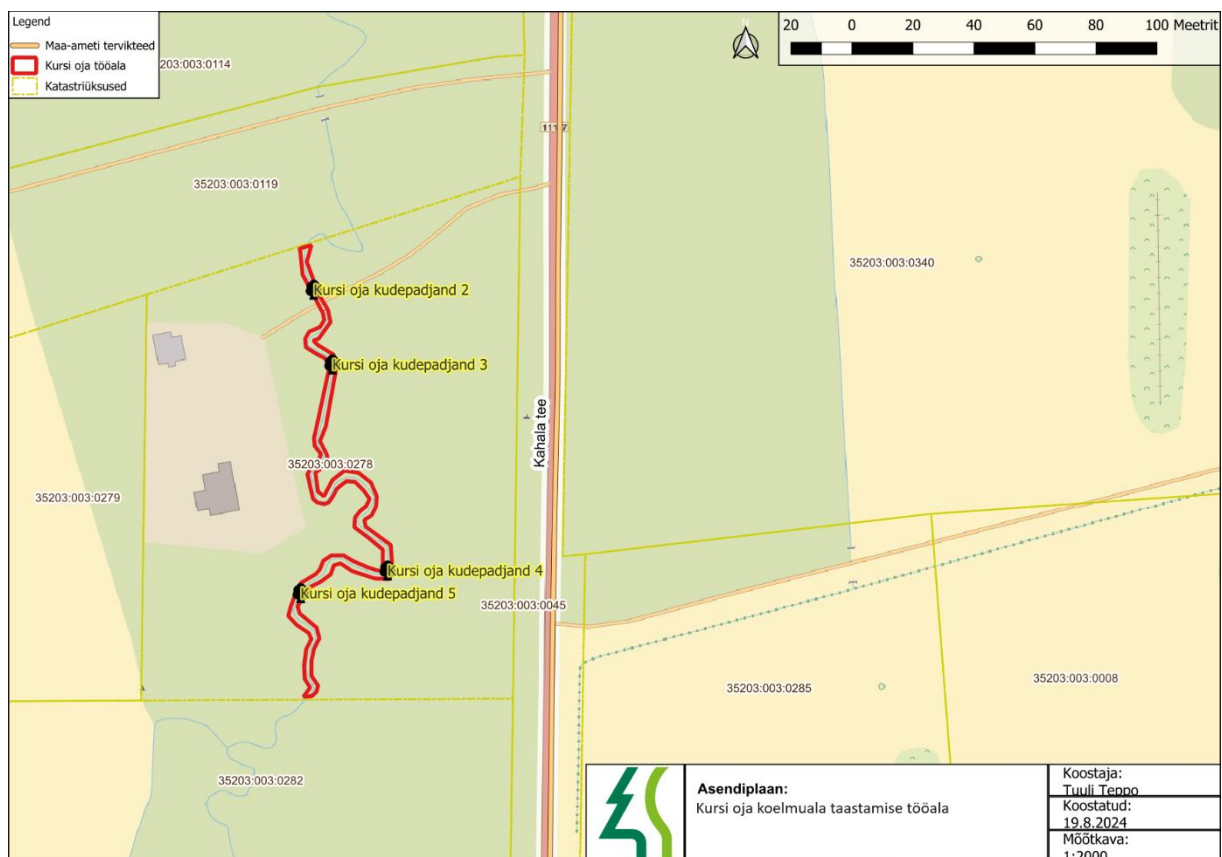 Legend
Maa-ameti tervikteed
Kursi oja tööala
Katastriüksused
20 0 20 40 60 80 100 Meetrit
N
203:003:0114
35203:003:0119
35203:003:0340
Kursi oja kudepadjand 2
Kursi oja kudepadjand 3
Kahala tee
35203:003:0278
35203:003:0279
Kursi oja kudepadjand 4
Kursi oja kudepadjand 5
35203:003:0045
35203:003:0285
35203:003:0008
35203:003:0282
Asendiplaan:
Kursi oja koelmuala taastamise tööala
Koostaja:
Tuuli Teppo
Koostatud:
19.8.2024
Mõõtkava:
1:2000